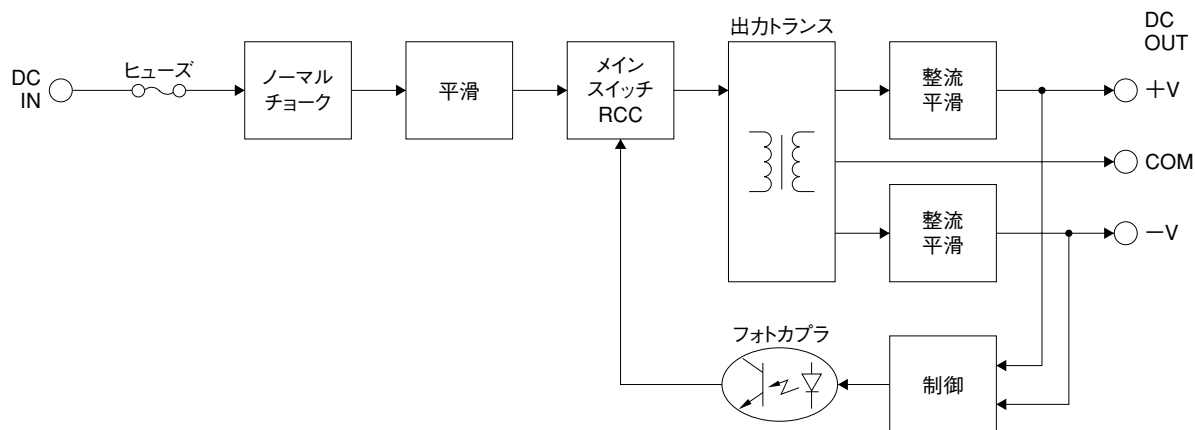 DC
IN
ヒューズ
ノーマル
チョーク
平滑
メイン
スイッチ
RCC
出力トランス
整流
平滑
整流
平滑
DC
OUT
+V
COM
−V
フォトカプラ
制御